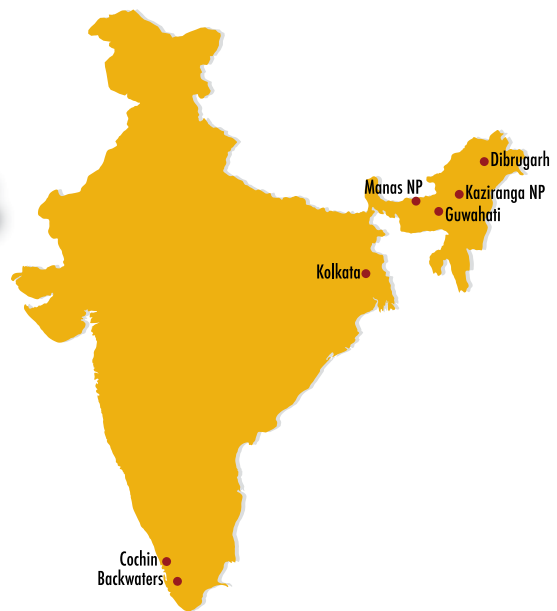 Dibrugarh
Manas NP
Kaziranga NP
Guwahati
Kolkata
Cochin
Backwaters